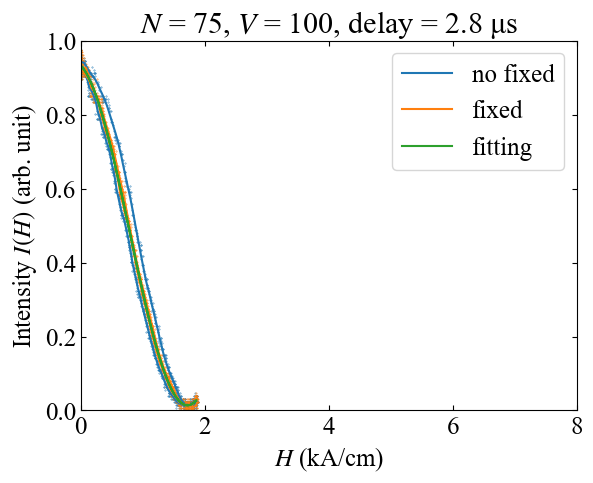 N = 75, V = 100, delay = 2.8 μs
Intensity I(H) (arb. unit)
1.0
0.8
0.6
0.4
0.2
0.0
no fixed
fixed
fitting
0 2 4 6 8
H (kA/cm)